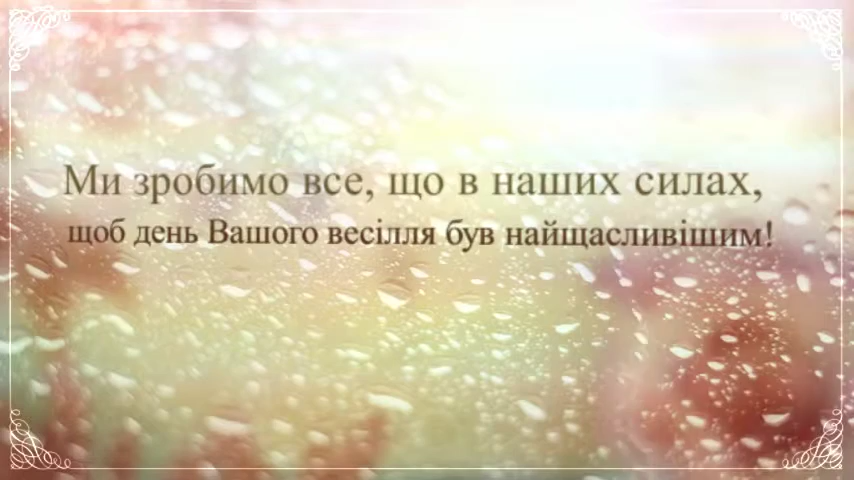 Ми зробимо все, що в наших силах,
щоб день Вашого весілля був найщасливішим!